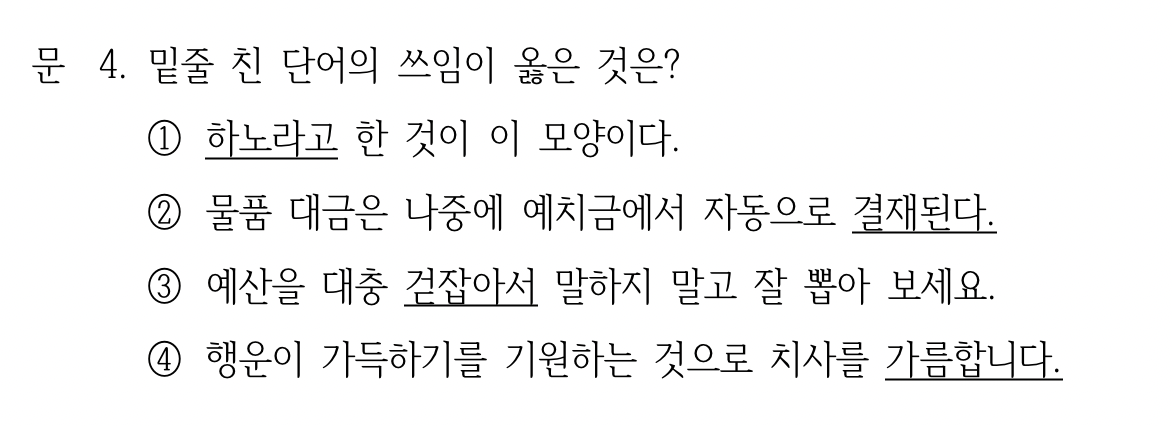 문 4. 밑줄 친 단어의 쓰임이 옳은 것은?
① 하노라고 한 것이 이 모양이다.
② 물품 대금은 나중에 예치금에서 자동으로 결재된다.
③ 예산을 대충 걷잡아서 말하지 말고 잘 뽑아 보세요.
④ 행운이 가득하기를 기원하는 것으로 치사를 가름합니다.